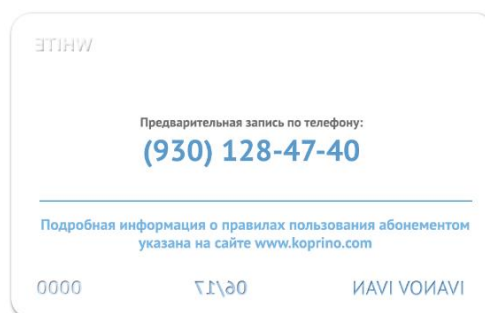 WHITE
Предварительная запись по телефону:
(930) 128-47-40
Подробная информация о правилах пользования абонементом
указана на сайте www.koprino.com
0000 06/17 IVANOV IVAN